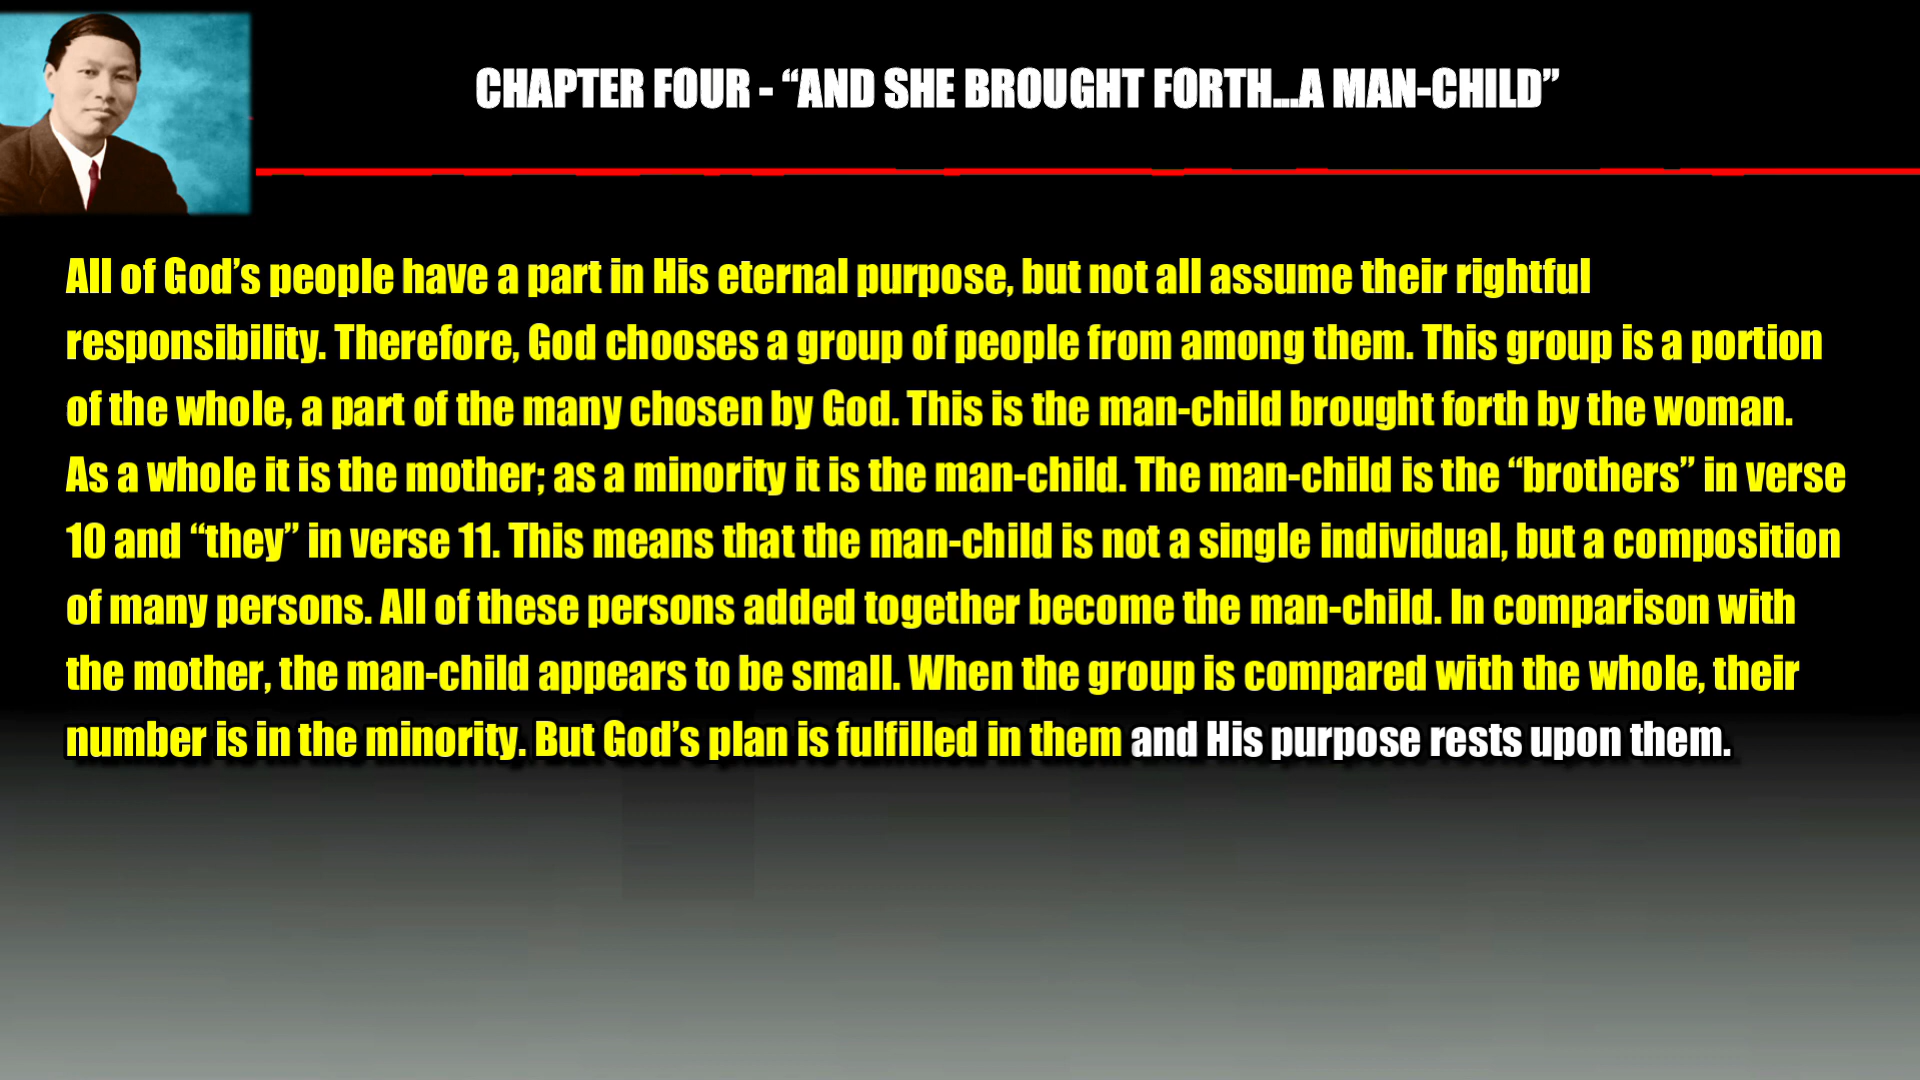 CHAPTER FOUR - “AND SHE BROUGHT FORTH...A MAN-CHILD”
All of God’s people have a part in His eternal purpose, but not all assume their rightful
responsibility. Therefore, God chooses a group of people from among them. This group is a portion
of the whole, a part of the many chosen by God. This is the man-child brought forth by the woman.
As a whole it is the mother; as a minority it is the man-child. The man-child is the “brothers” in verse
10 and “they” in verse 11. This means that the man-child is not a single individual, but a composition
of many persons. All of these persons added together become the man-child. In comparison with
the mother, the man-child appears to be small. When the group is compared with the whole, their
number is in the minority. But God’s plan is fulfilled in them and His purpose rests upon them.